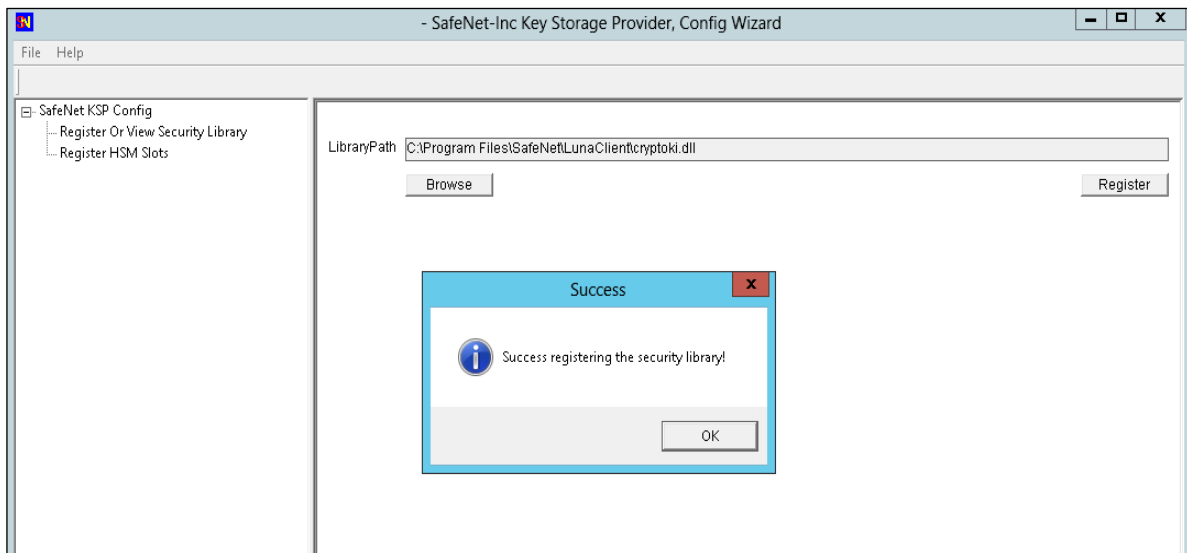 - SafeNet-Inc Key Storage Provider, Config Wizard
File Help
SafeNet KSP Config
Register Or View Security Library
Register HSM Slots
LibraryPath C:\Program Files\SafeNet\LunaClient\cryptoki.dll
Browse Register
Success
Success registering the security library!
OK